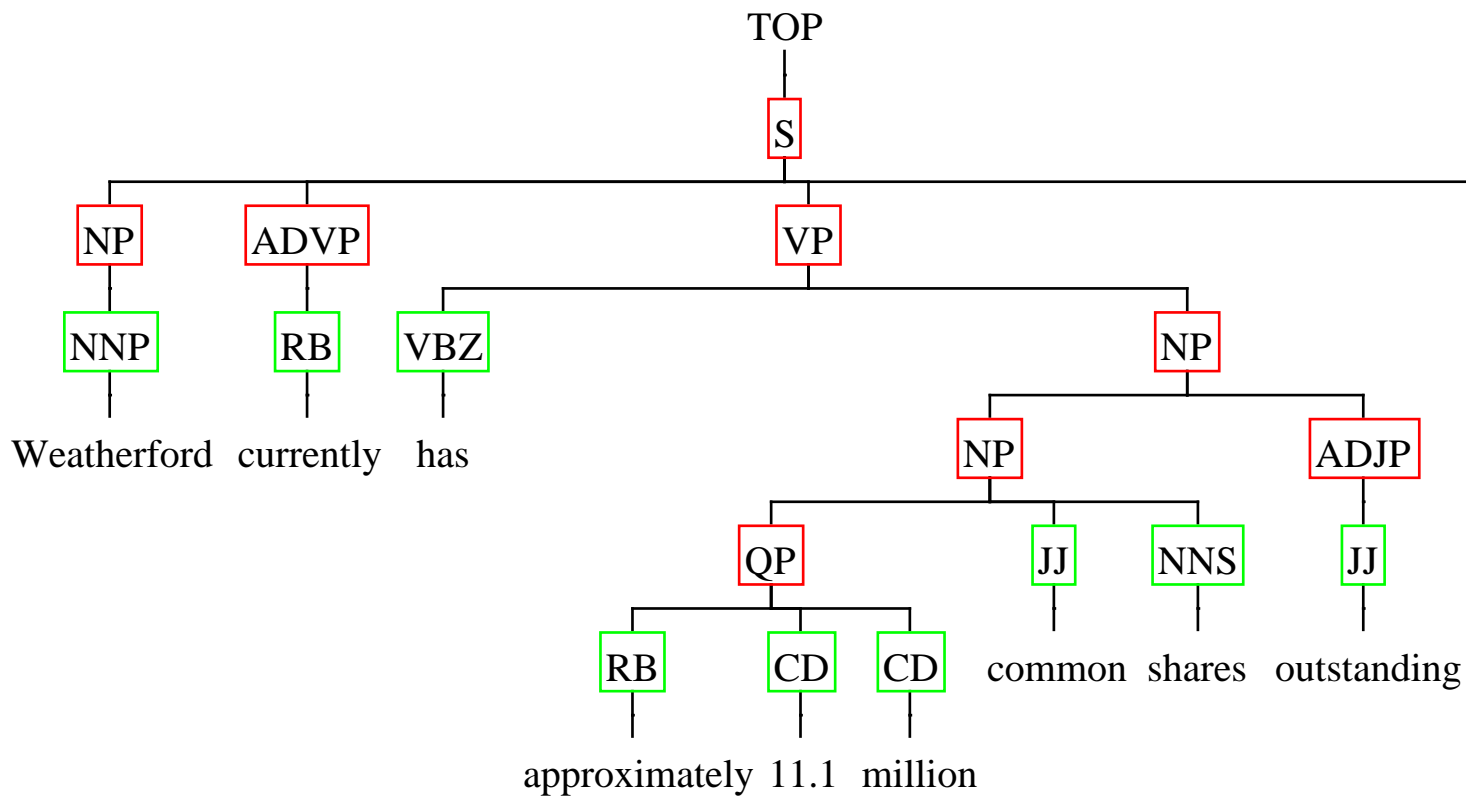 TOP
S
NP ADVP VP
NNP RB VBZ NP
Weatherford currently has NP ADJP
QP JJ NNS JJ
RB CD CD common shares outstanding
approximately 11.1 million